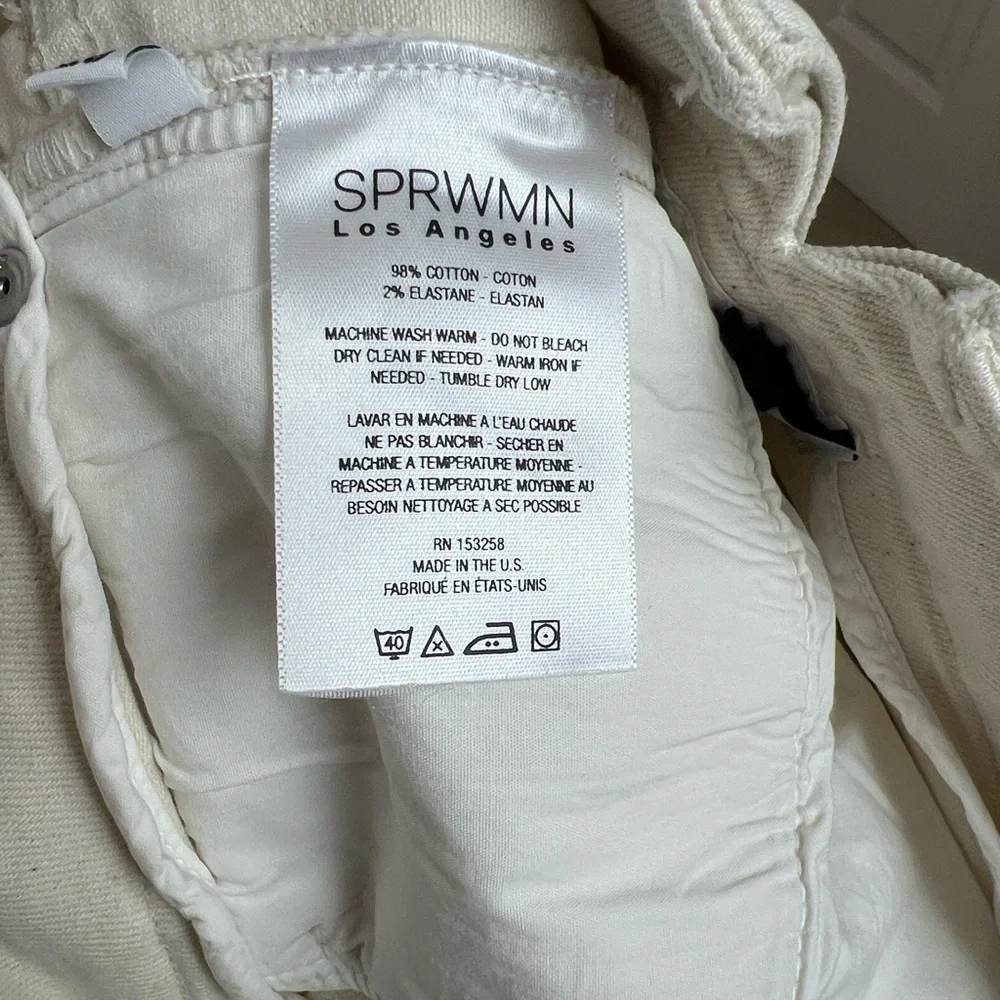 SPRWMN
Los Angeles
98% COTTON - COTON
2% ELASTANE - ELASTAN
MACHINE WASH WARM - DO NOT BLEACH
DRY CLEAN IF NEEDED - WARM IRON IF
NEEDED - TUMBLE DRY LOW
LAVAR EN MACHINE A L'EAU CHAUDE
NE PAS BLANCHIR - SECHER EN
MACHINE A TEMPERATURE MOYENNE -
REPASSER A TEMPERATURE MOYENNE AU
BESOIN NETTOYAGE A SEC POSSIBLE
RN 153258
MADE IN THE U.S.
FABRIQUÉ EN ÉTATS-UNIS
40